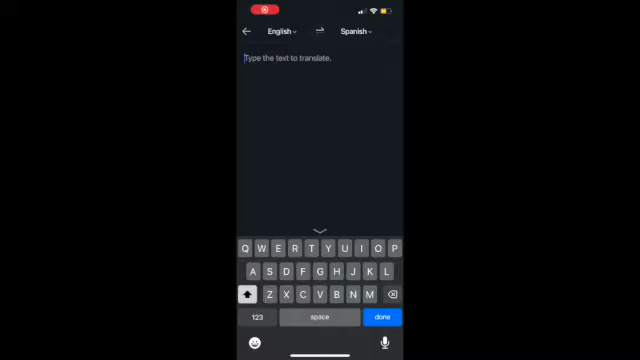 English Spanish
Type the text to translate.
Q W E R T Y U I O P
A S D F G H J K L
Z X C V B N M
123 space done